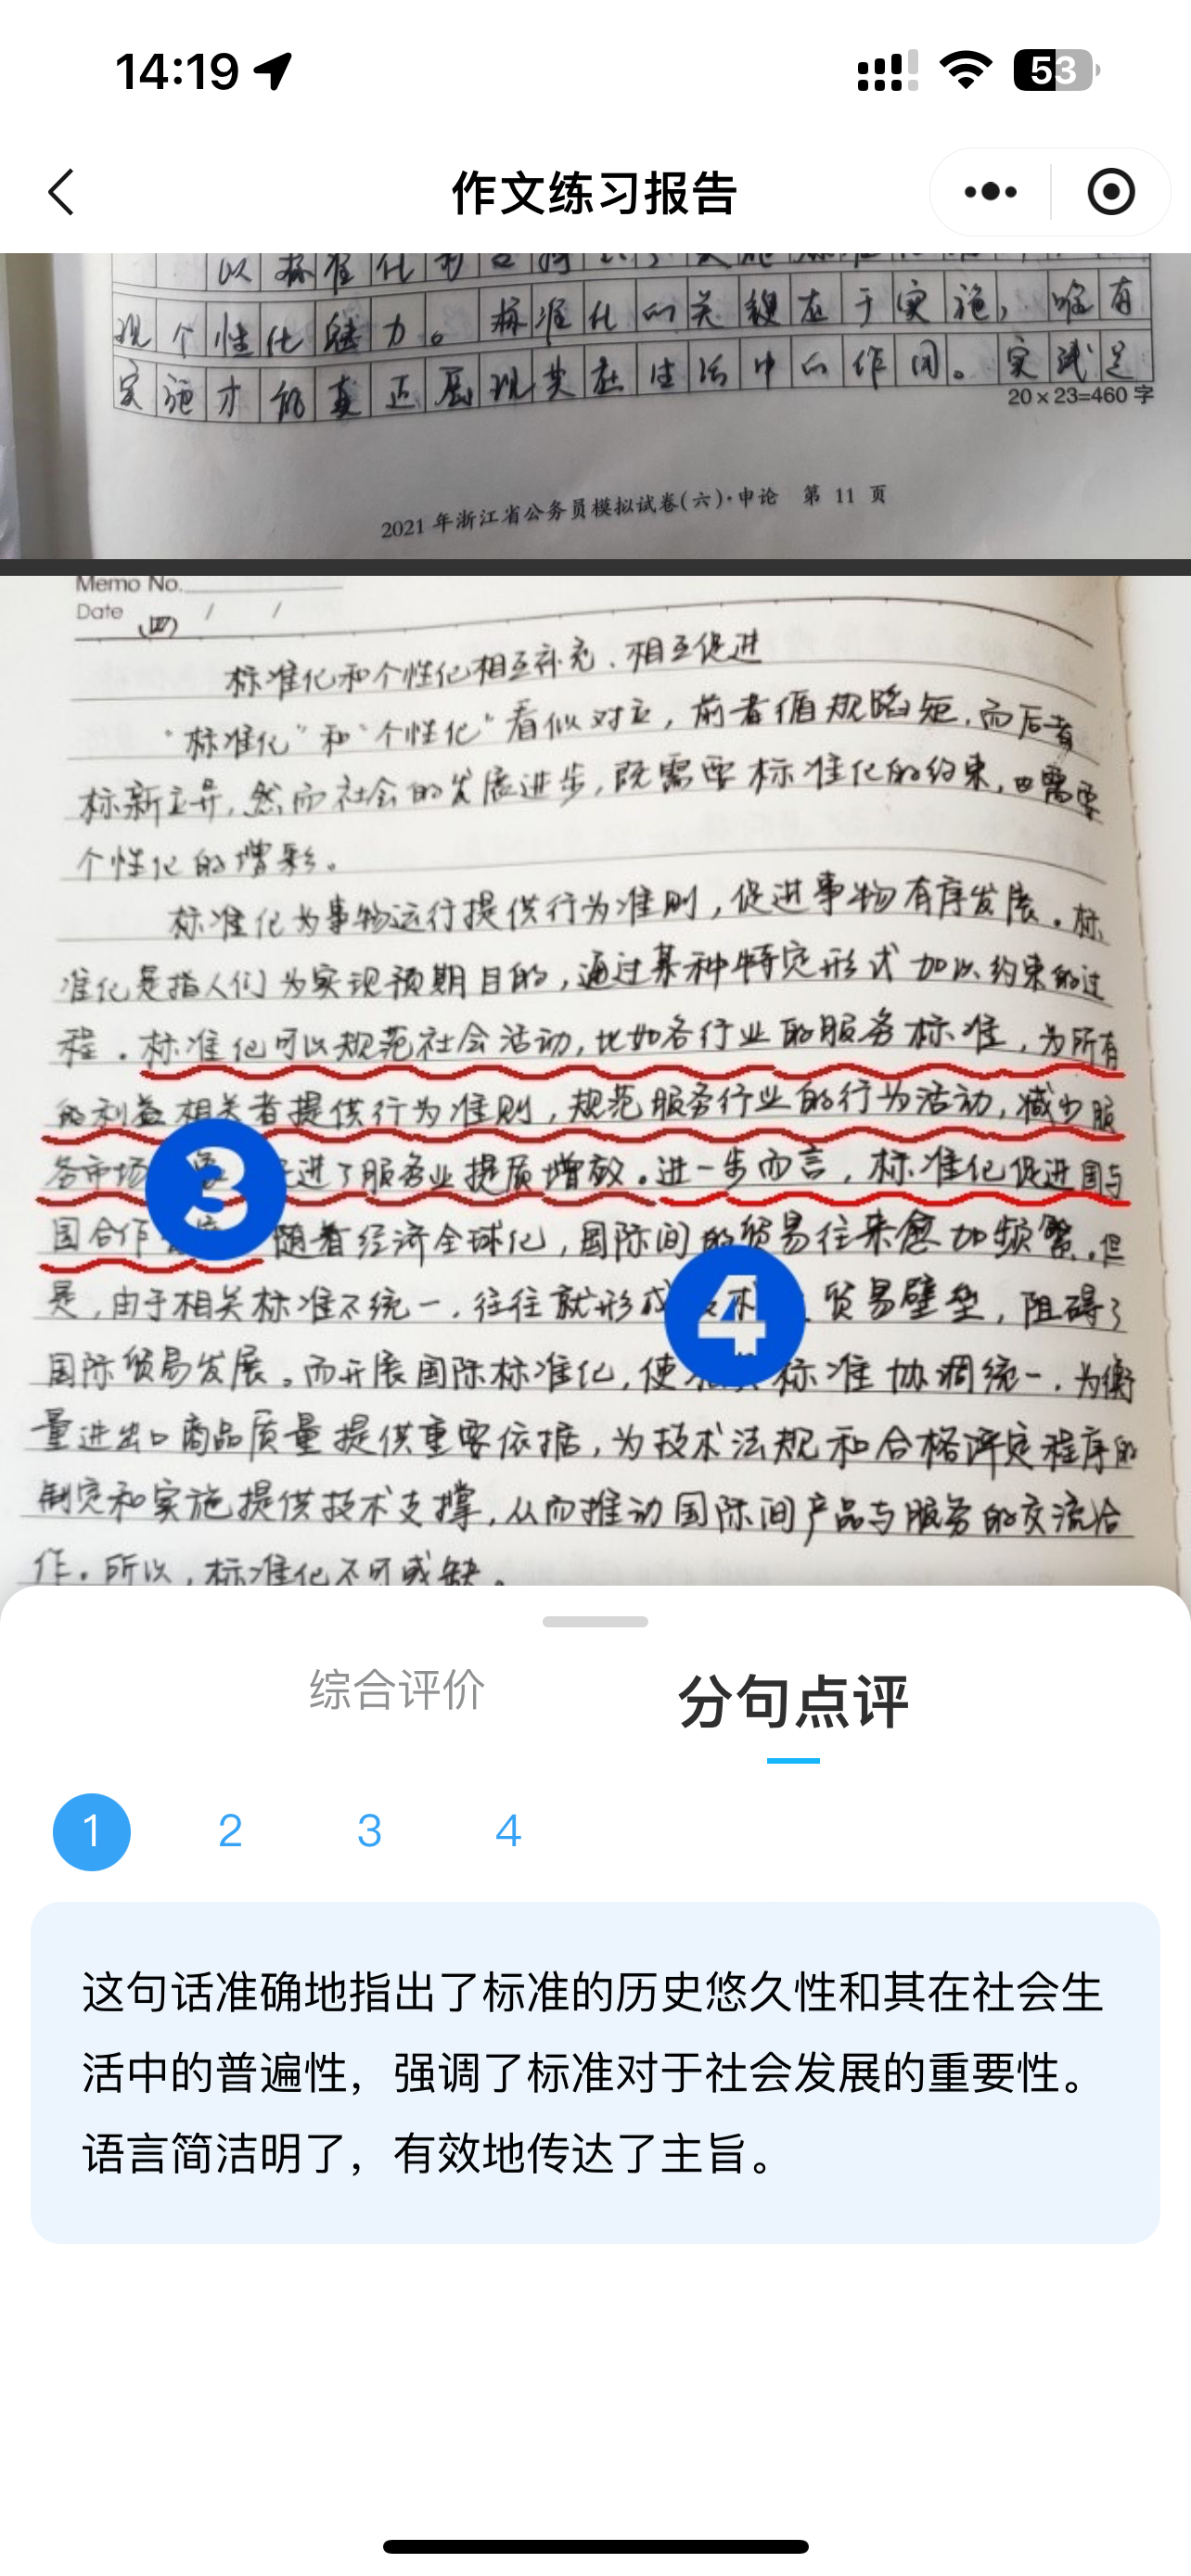 14:19
53
作文练习报告
以标准化
现个性化魅力。标准化的关键在于实施,唯有
实施才能真正展现其在生活中的作用。实践是
20×23=460 字
2021 年浙江省公务员模拟试卷(六)·申论 第 11 页
Memo No.
Date / /
(四)
标准化和个性化相互补充、相互促进
“标准化”和“个性化”看似对立,前者循规蹈矩,而后者
标新立异,然而社会的发展进步,既需要标准化的约束,也需要
个性化的增彩。
标准化为事物运行提供行为准则,促进事物有序发展。标
准化是指人们为实现预期目的,通过某种特定形式加以约束的过
程。标准化可以规范社会活动,比如各行业的服务标准,为所有
的利益相关者提供行为准则,规范服务行业的行为活动,减少服
务市场 3 进了服务业提质增效。进一步而言,标准化促进国与
国合作 随着经济全球化,国际间的贸易往来愈加频繁。但
是,由于相关标准不统一,往往就形成 4 贸易壁垒,阻碍了
国际贸易发展。而开展国际标准化,使 标准协调统一,为衡
量进出口商品质量提供重要依据,为技术法规和合格评定程序的
制定和实施提供技术支撑,从而推动国际间产品与服务的交流合
作。所以,标准化不可或缺。
综合评价 分句点评
1 2 3 4
这句话准确地指出了标准的历史悠久性和其在社会生
活中的普遍性,强调了标准对于社会发展的重要性。
语言简洁明了,有效地传达了主旨。